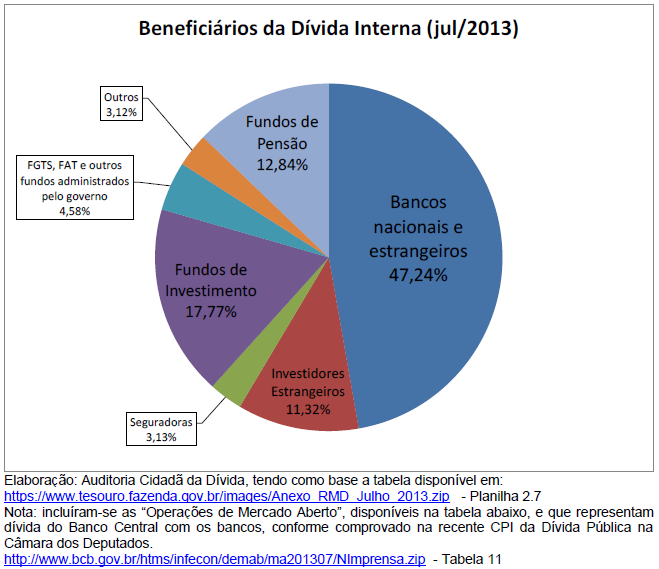 Beneficiários da Dívida Interna (jul/2013)
Outros
3,12%
Fundos de
Pensão
12,84%
FGTS, FAT e outros
fundos administrados
pelo governo
4,58%
Bancos
nacionais e
estrangeiros
47,24%
Fundos de
Investimento
17,77%
Investidores
Estrangeiros
11,32%
Seguradoras
3,13%
Elaboração: Auditoria Cidadã da Dívida, tendo como base a tabela disponível em:
https://www.tesouro.fazenda.gov.br/images/Anexo_RMD_Julho_2013.zip - Planilha 2.7
Nota: incluíram-se as “Operações de Mercado Aberto”, disponíveis na tabela abaixo, e que representam
dívida do Banco Central com os bancos, conforme comprovado na recente CPI da Dívida Pública na
Câmara dos Deputados.
http://www.bcb.gov.br/htms/infecon/demab/ma201307/NImprensa.zip - Tabela 11